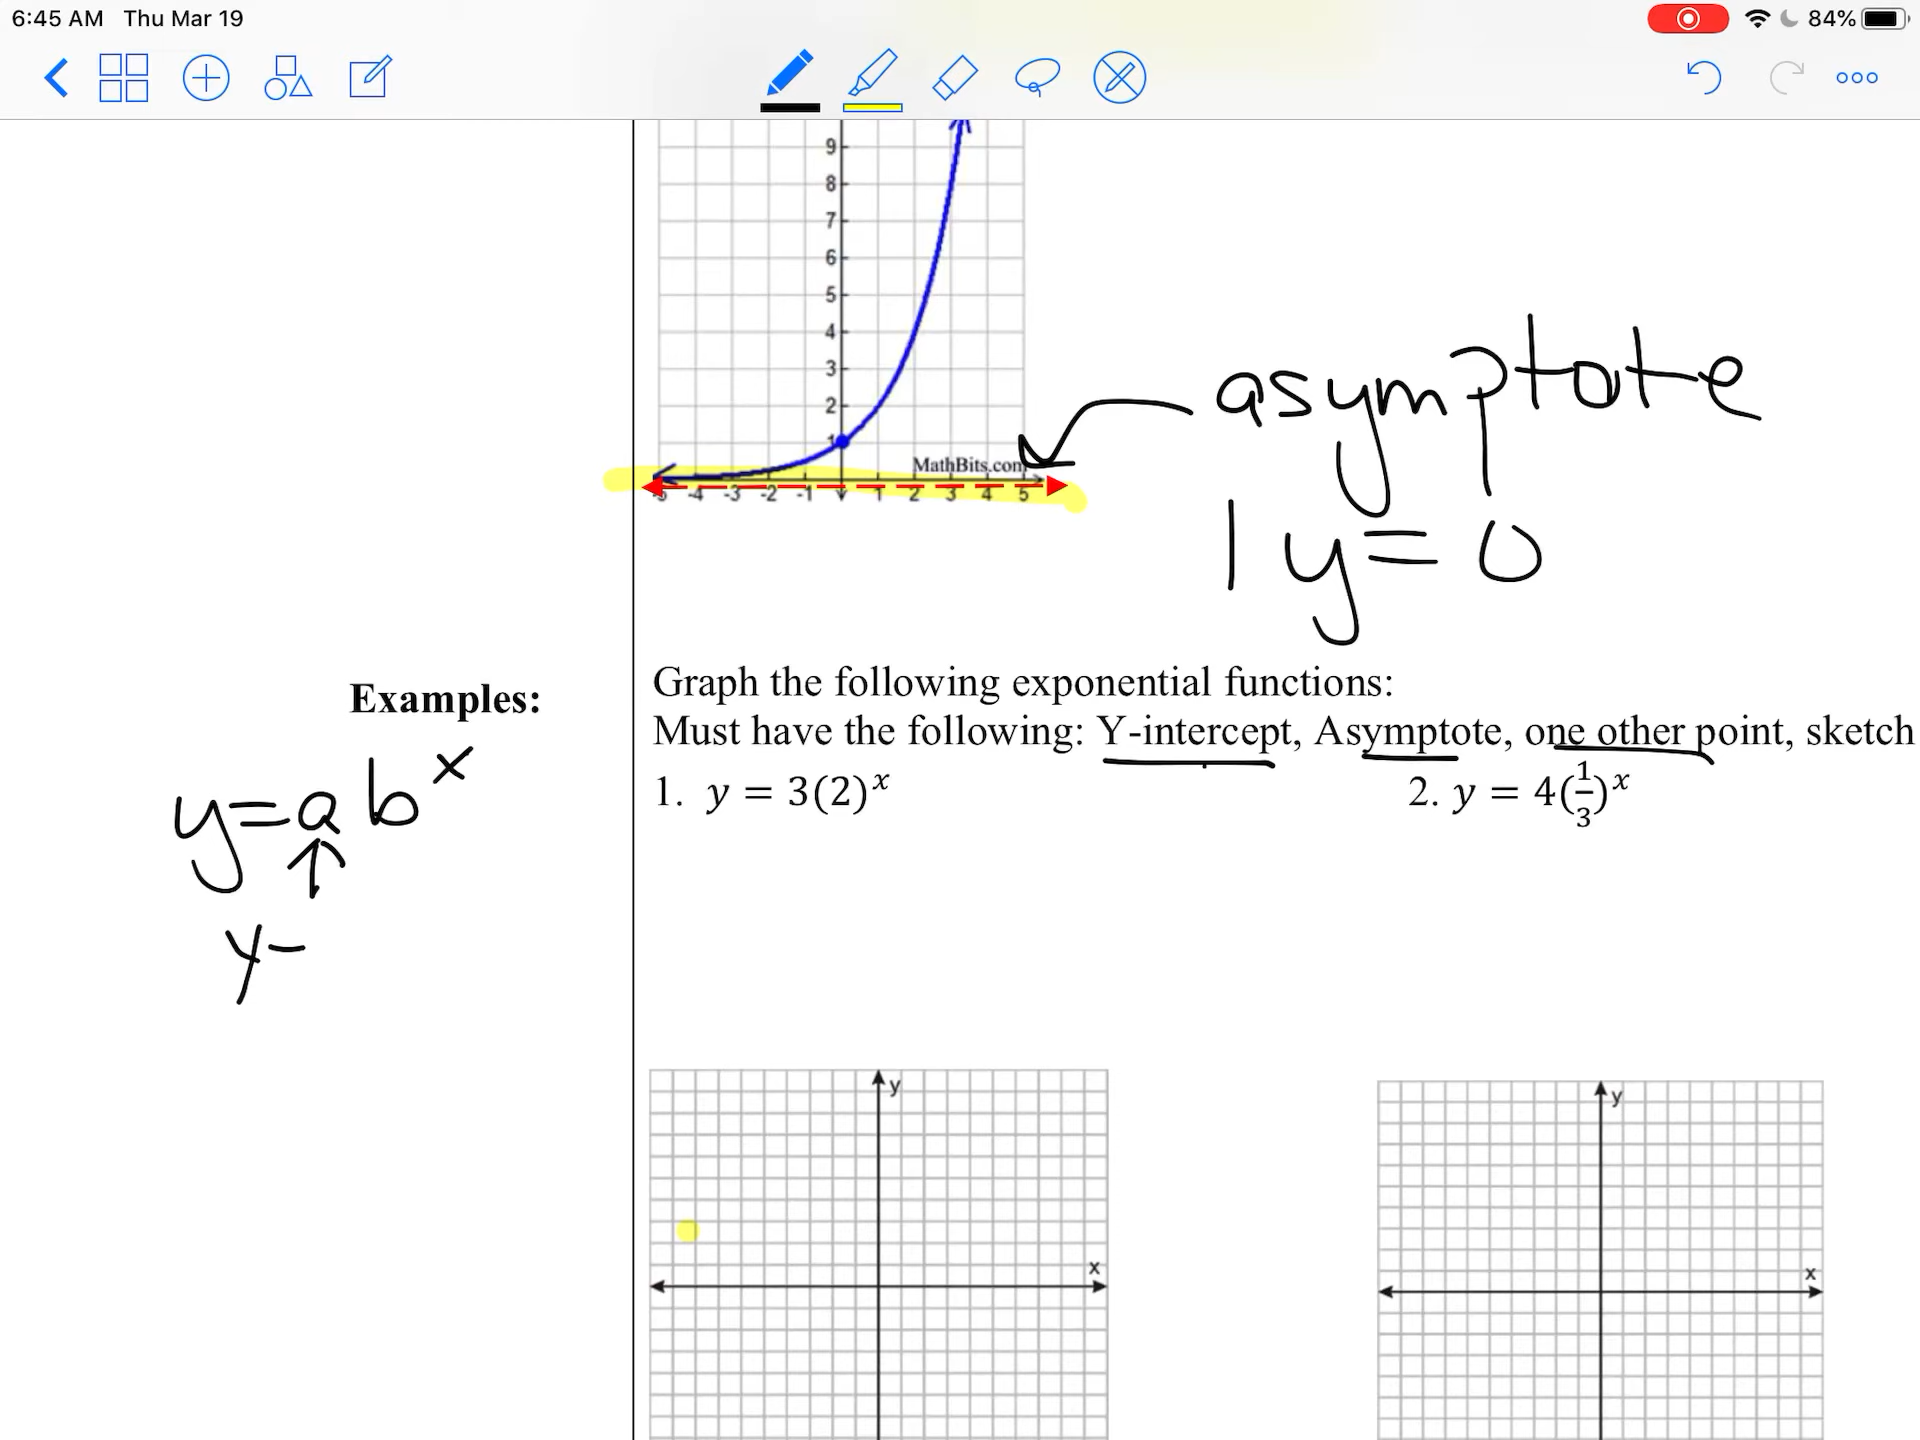 6:45 AM Thu Mar 19
84%
9
8
7
6
5
4
3
2
1
MathBits.com
-5 -4 -3 -2 -1 1 2 3 4 5
asymptote
| y = 0
Examples:
Graph the following exponential functions:
Must have the following: Y-intercept, Asymptote, one other point, sketch
1. y = 3(2)^x
2. y = 4(1/3)^x
y = a b^x
↑
y-
y
x
y
x